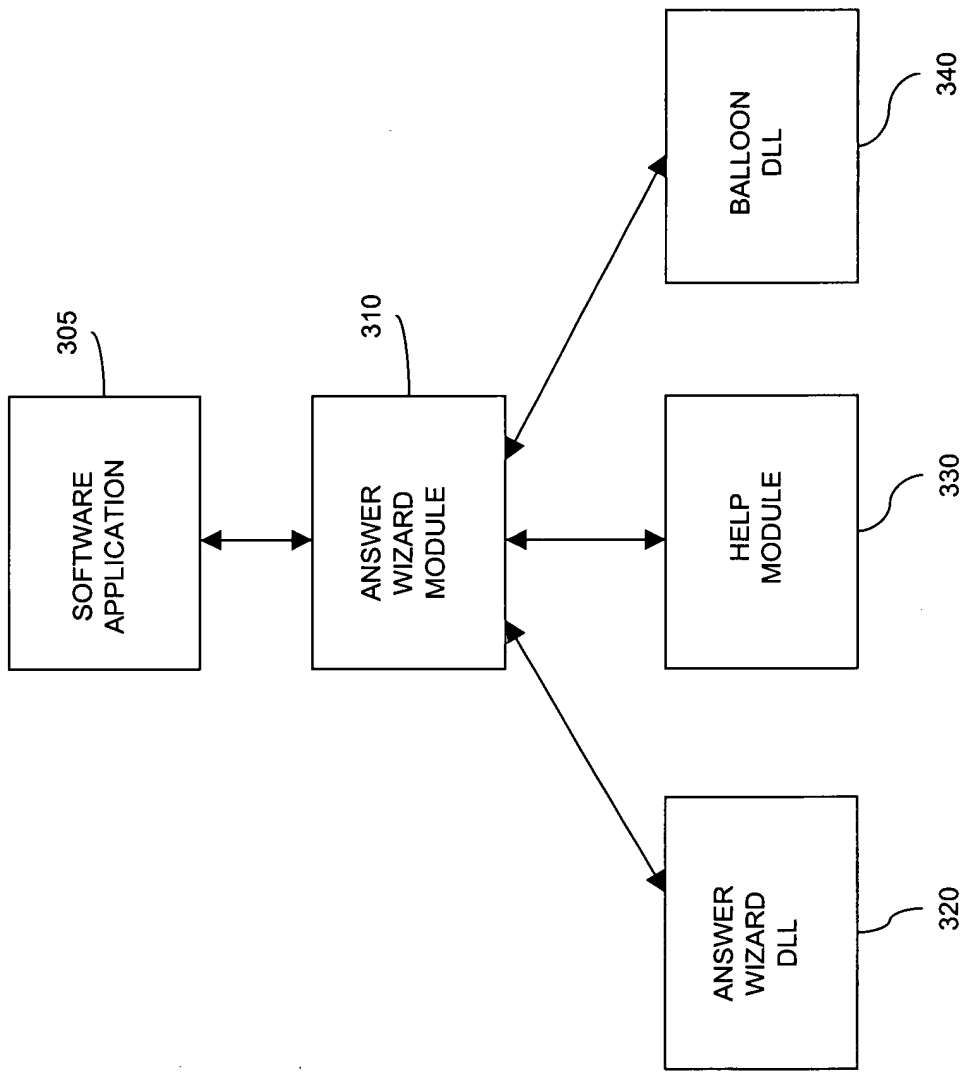 SOFTWARE
APPLICATION
305
ANSWER
WIZARD
MODULE
310
ANSWER
WIZARD
DLL
320
HELP
MODULE
330
BALLOON
DLL
340